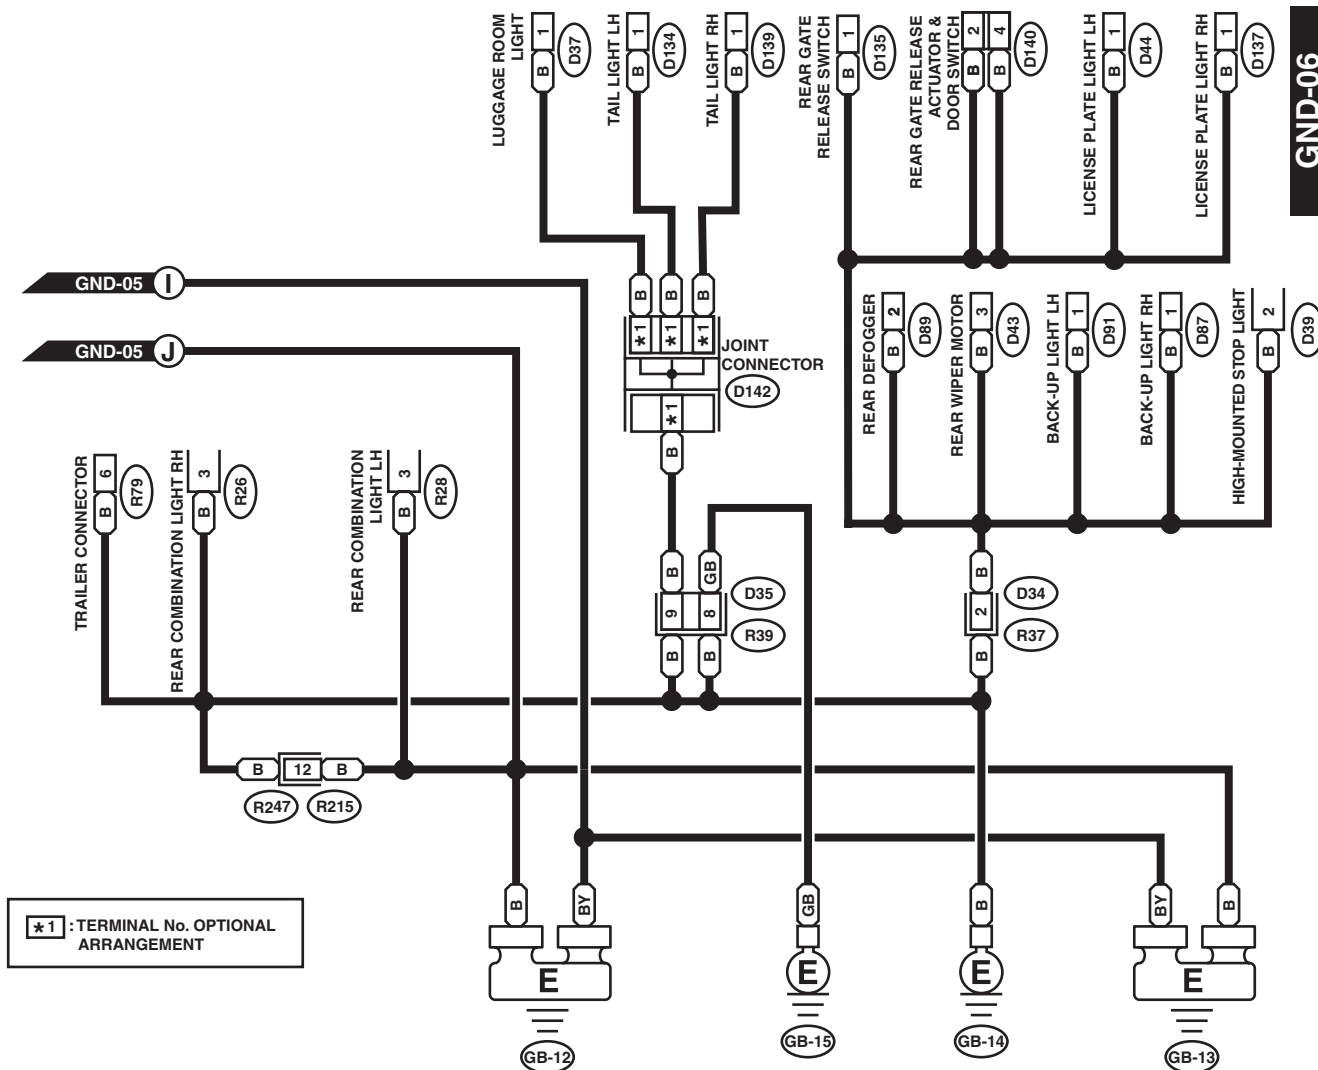 GND-06
LUGGAGE ROOM
LIGHT
1
B
D37
TAIL LIGHT LH
1
B
D134
TAIL LIGHT RH
1
B
D139
REAR GATE
RELEASE SWITCH
1
B
D135
REAR GATE RELEASE
ACTUATOR &
DOOR SWITCH
2
4
B
B
D140
LICENSE PLATE LIGHT LH
1
B
D44
LICENSE PLATE LIGHT RH
1
B
D137
GND-05
I
GND-05
J
B
B
B
*1
*1
*1
JOINT
CONNECTOR
D142
*1
B
REAR DEFOGGER
2
B
D89
REAR WIPER MOTOR
3
B
D43
BACK-UP LIGHT LH
1
B
D91
BACK-UP LIGHT RH
1
B
D87
HIGH-MOUNTED STOP LIGHT
2
B
D39
TRAILER CONNECTOR
6
B
R79
REAR COMBINATION LIGHT RH
3
B
R26
REAR COMBINATION
LIGHT LH
3
B
R28
B
GB
9
8
D35
R39
B
B
B
2
D34
R37
B
B
12
B
R247
R215
B
BY
GB
B
BY
B
*1 : TERMINAL No. OPTIONAL
ARRANGEMENT
E
E
E
E
GB-12
GB-15
GB-14
GB-13